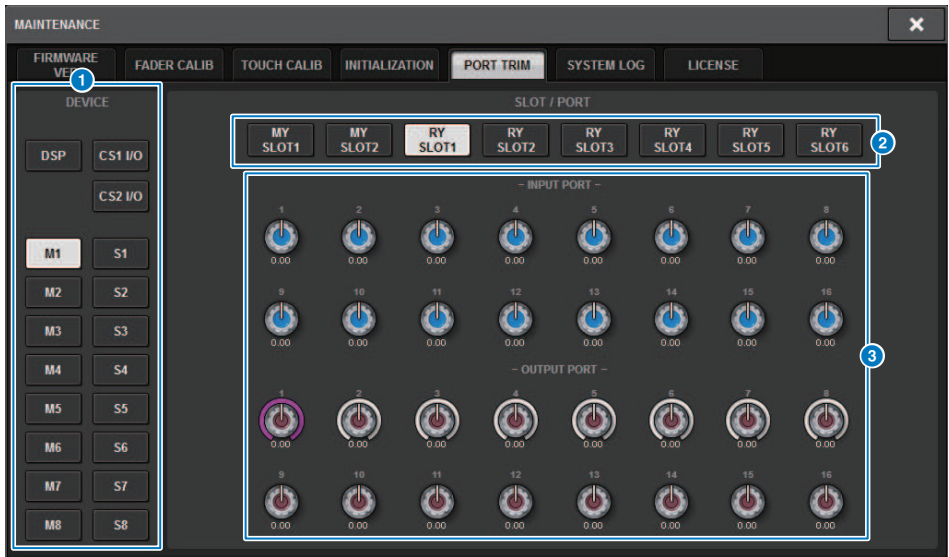 MAINTENANCE
FIRMWARE
VE
FADER CALIB
TOUCH CALIB
INITIALIZATION
PORT TRIM
SYSTEM LOG
LICENSE
1
DEVICE
DSP
CS1 I/O
CS2 I/O
M1
S1
M2
S2
M3
S3
M4
S4
M5
S5
M6
S6
M7
S7
M8
S8
SLOT / PORT
MY
SLOT1
MY
SLOT2
RY
SLOT1
RY
SLOT2
RY
SLOT3
RY
SLOT4
RY
SLOT5
RY
SLOT6
2
– INPUT PORT –
1 2 3 4 5 6 7 8
0.00 0.00 0.00 0.00 0.00 0.00 0.00 0.00
9 10 11 12 13 14 15 16
0.00 0.00 0.00 0.00 0.00 0.00 0.00 0.00
3
– OUTPUT PORT –
1 2 3 4 5 6 7 8
0.00 0.00 0.00 0.00 0.00 0.00 0.00 0.00
9 10 11 12 13 14 15 16
0.00 0.00 0.00 0.00 0.00 0.00 0.00 0.00